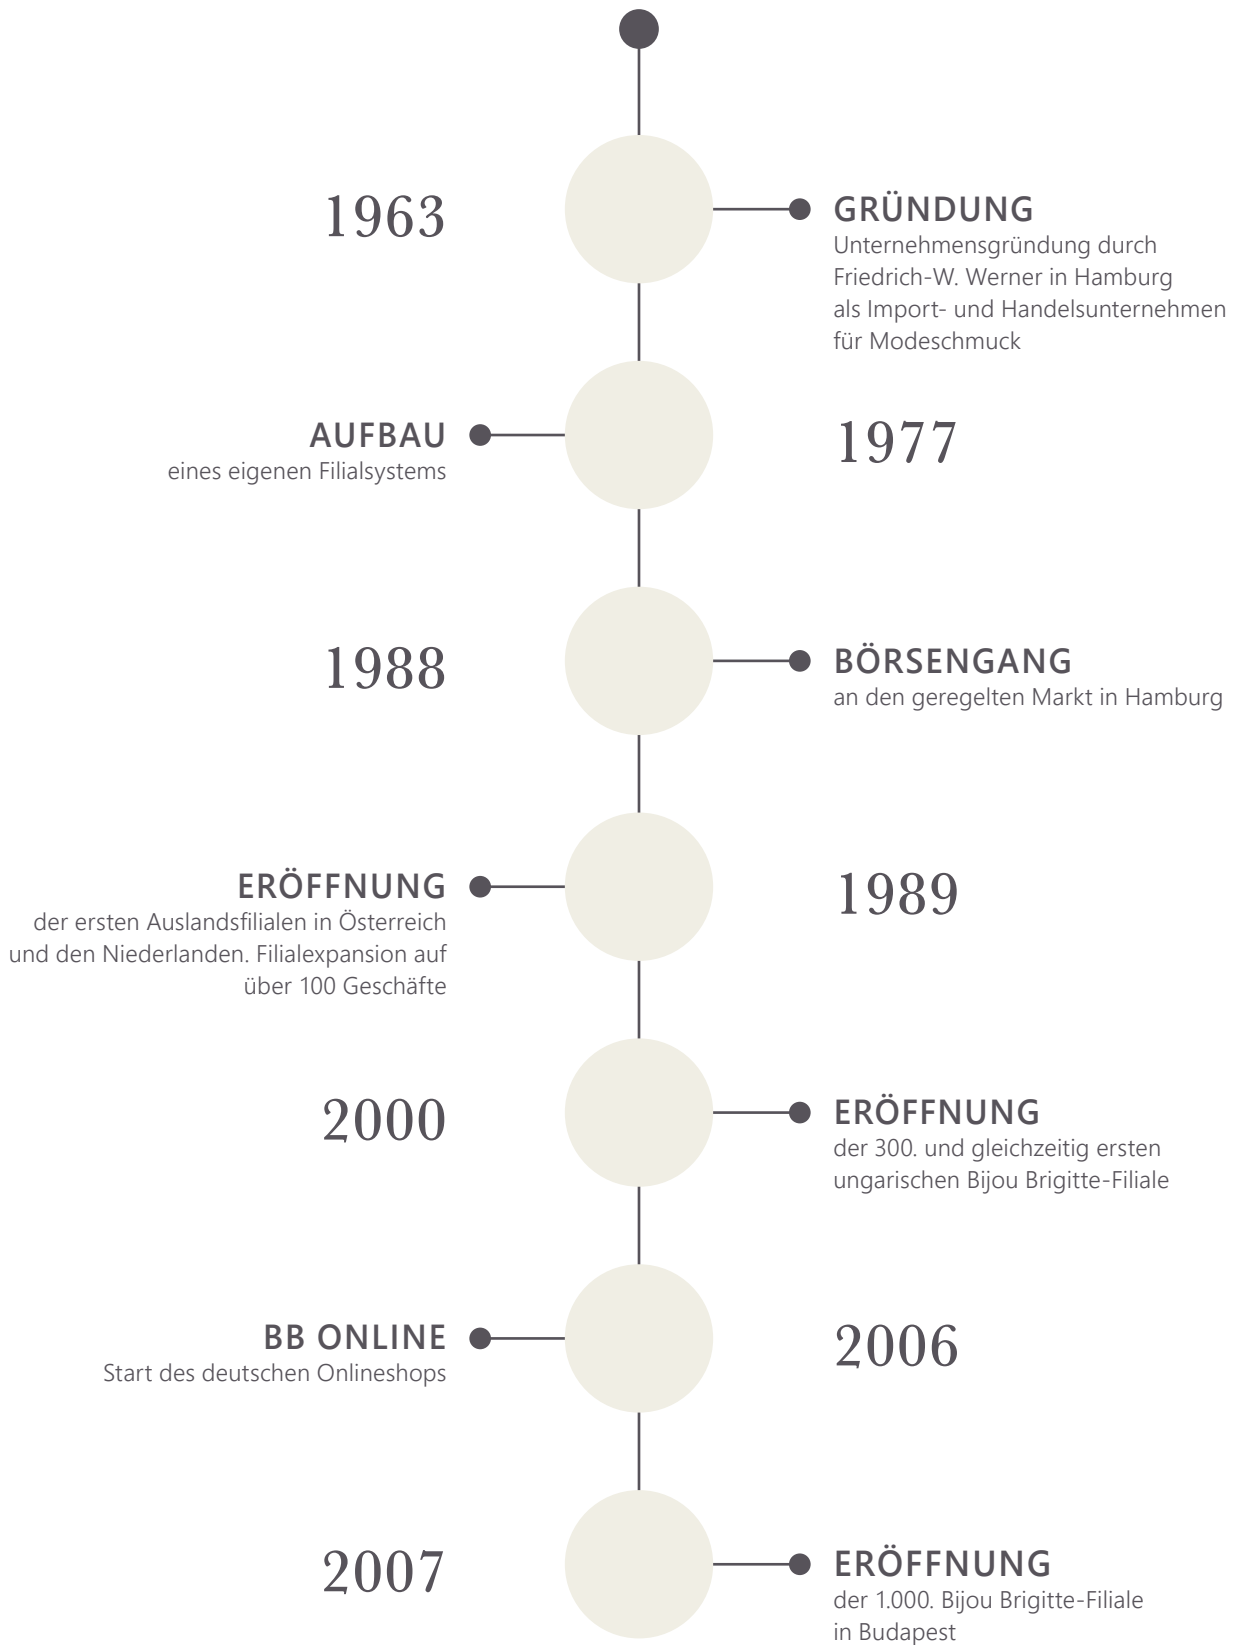 1963
GRÜNDUNG
Unternehmensgründung durch
Friedrich-W. Werner in Hamburg
als Import- und Handelsunternehmen
für Modeschmuck
AUFBAU
eines eigenen Filialsystems
1977
1988
BÖRSENGANG
an den geregelten Markt in Hamburg
ERÖFFNUNG
der ersten Auslandsfilialen in Österreich
und den Niederlanden. Filialexpansion auf
über 100 Geschäfte
1989
2000
ERÖFFNUNG
der 300. und gleichzeitig ersten
ungarischen Bijou Brigitte-Filiale
BB ONLINE
Start des deutschen Onlineshops
2006
2007
ERÖFFNUNG
der 1.000. Bijou Brigitte-Filiale
in Budapest